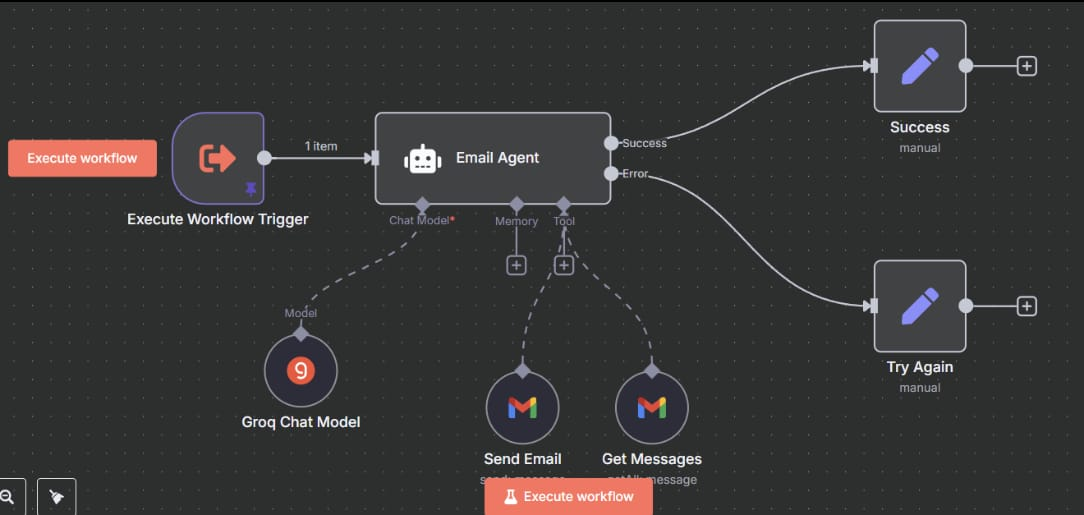 Success
manual
1 item
Execute workflow
Email Agent
Success
Error
Execute Workflow Trigger
Chat Model*
Memory
Tool
Model
Try Again
manual
Groq Chat Model
Send Email
Get Messages
message
message
Execute workflow